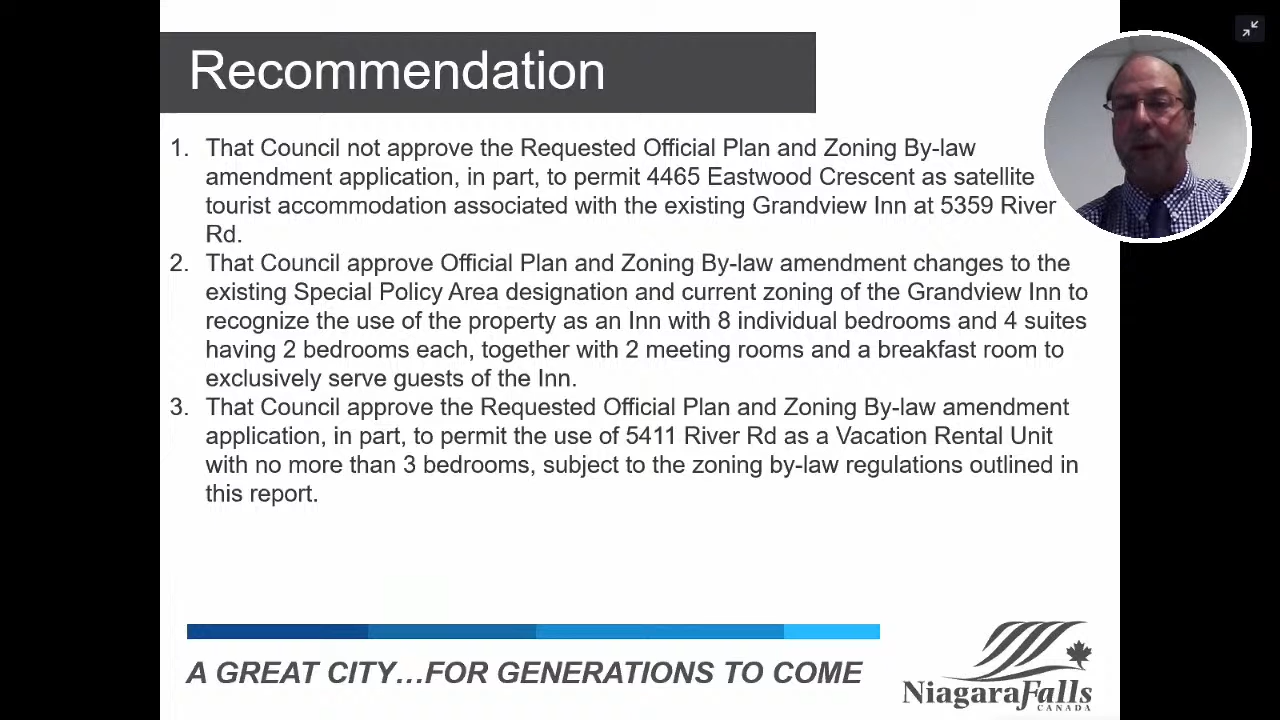 Recommendation
1. That Council not approve the Requested Official Plan and Zoning By-law
amendment application, in part, to permit 4465 Eastwood Crescent as satellite
tourist accommodation associated with the existing Grandview Inn at 5359 River
Rd.
2. That Council approve Official Plan and Zoning By-law amendment changes to the
existing Special Policy Area designation and current zoning of the Grandview Inn to
recognize the use of the property as an Inn with 8 individual bedrooms and 4 suites
having 2 bedrooms each, together with 2 meeting rooms and a breakfast room to
exclusively serve guests of the Inn.
3. That Council approve the Requested Official Plan and Zoning By-law amendment
application, in part, to permit the use of 5411 River Rd as a Vacation Rental Unit
with no more than 3 bedrooms, subject to the zoning by-law regulations outlined in
this report.
A GREAT CITY…FOR GENERATIONS TO COME
NiagaraFalls
CANADA